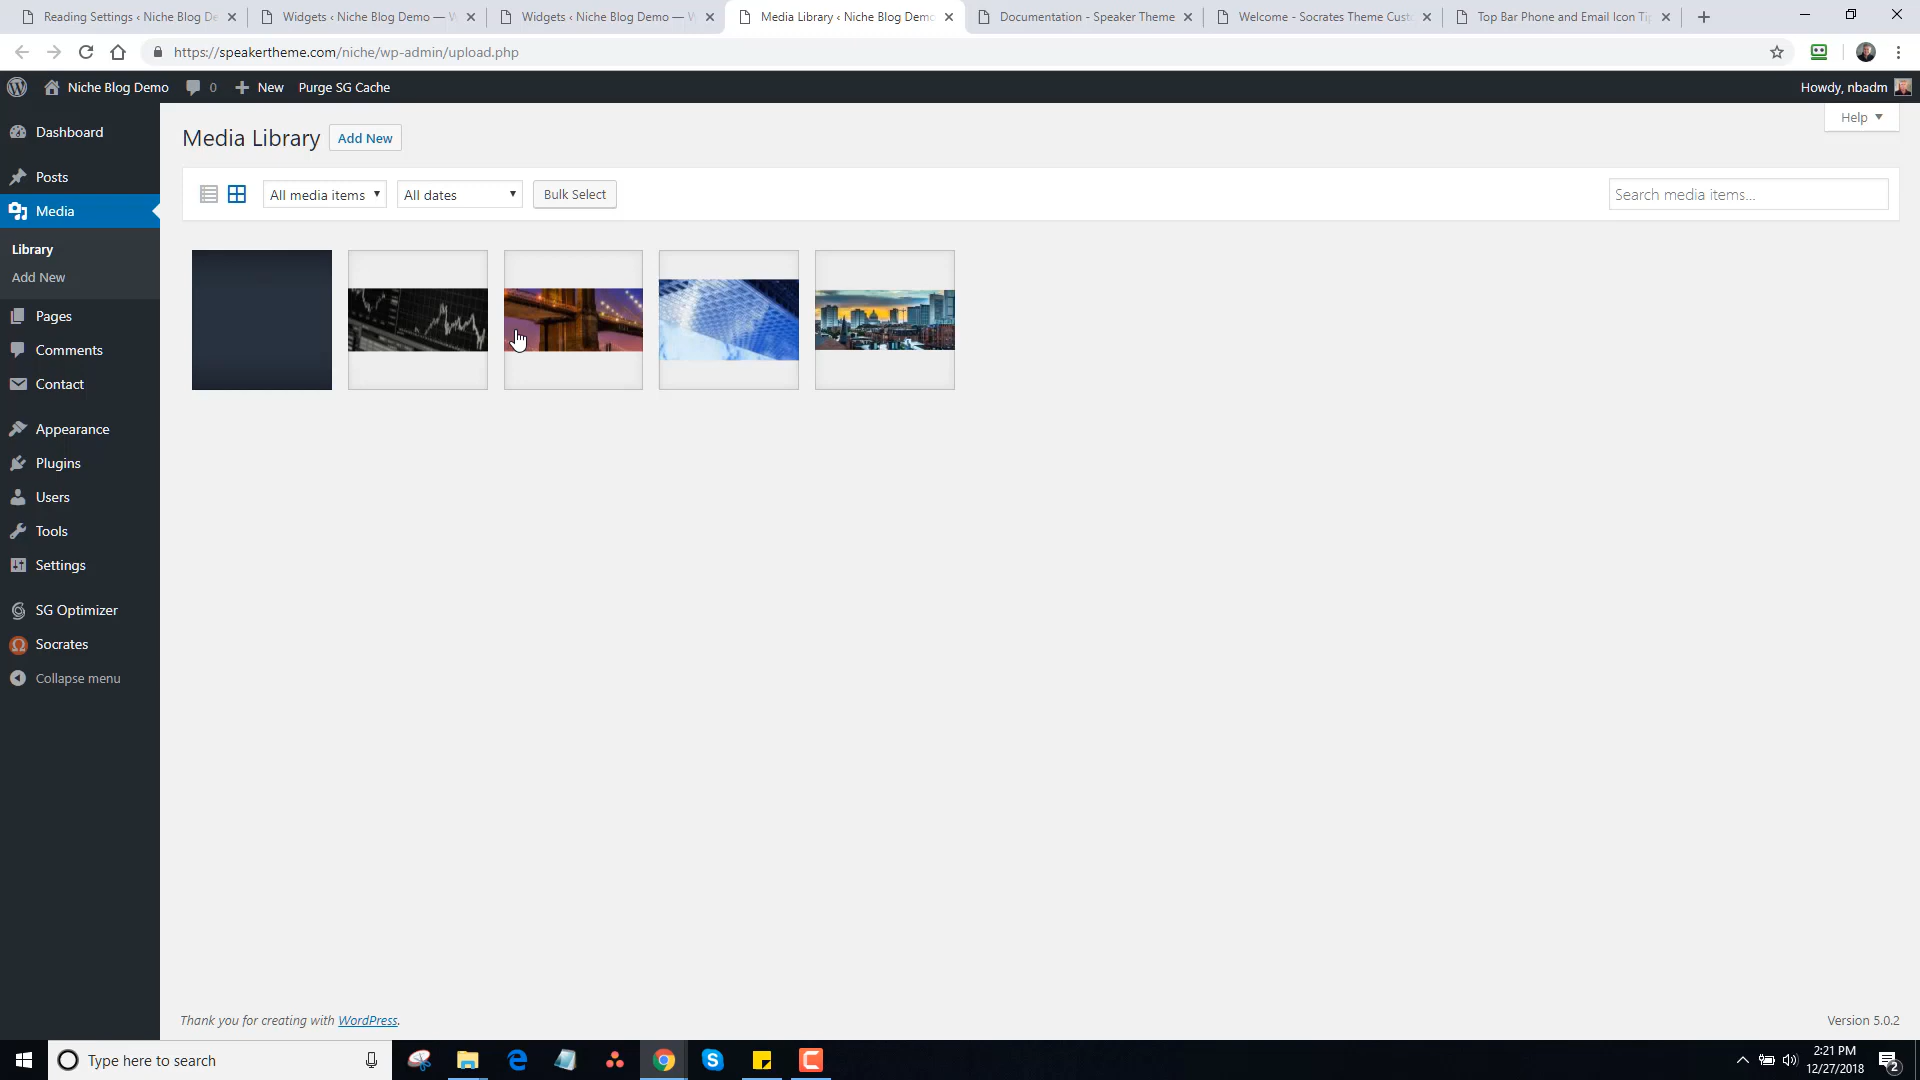 Reading Settings ‹ Niche Blog De
Widgets ‹ Niche Blog Demo — W
Widgets ‹ Niche Blog Demo — W
Media Library ‹ Niche Blog Demo
Documentation - Speaker Theme
Welcome - Socrates Theme Cust
Top Bar Phone and Email Icon Tip
https://speakertheme.com/niche/wp-admin/upload.php
Niche Blog Demo
0
New
Purge SG Cache
Howdy, nbadm
Help
Dashboard
Posts
Media
Library
Add New
Pages
Comments
Contact
Appearance
Plugins
Users
Tools
Settings
SG Optimizer
Socrates
Collapse menu
Media Library
Add New
All media items
All dates
Bulk Select
Search media items...
Thank you for creating with WordPress.
Version 5.0.2
Type here to search
2:21 PM
12/27/2018
2